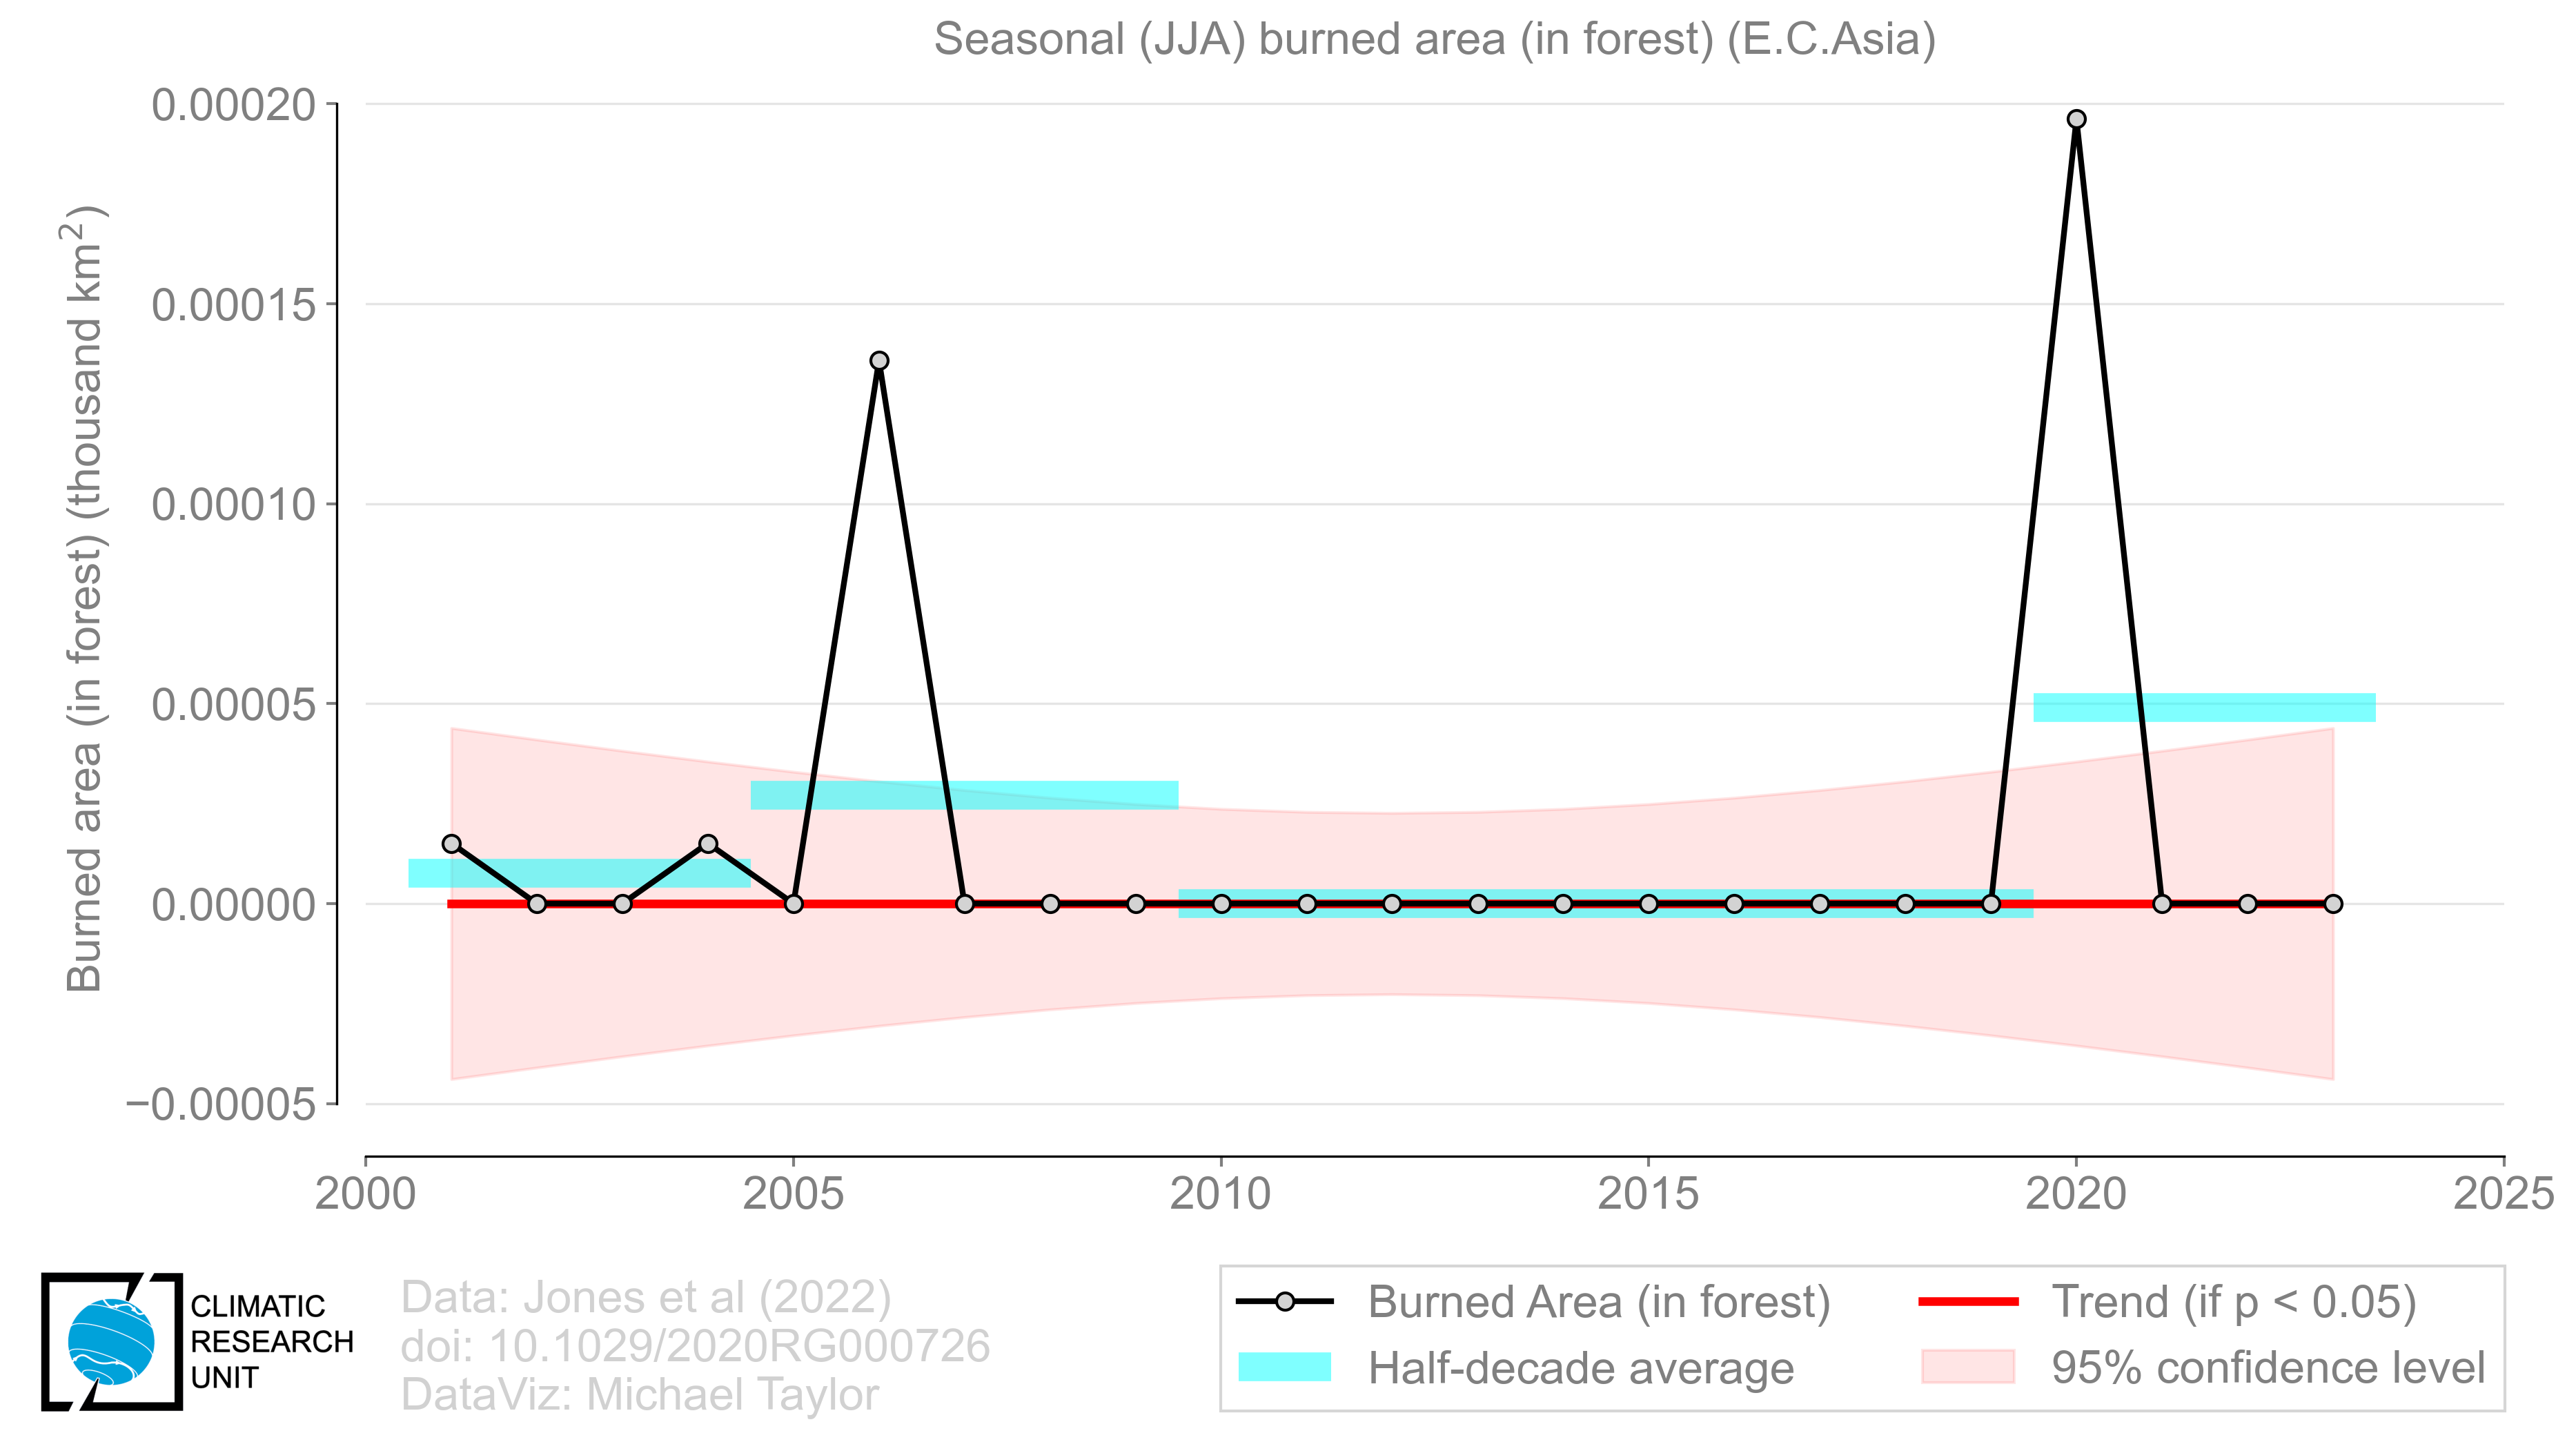 Seasonal (JJA) burned area (in forest) (E.C.Asia)
Burned area (in forest) (thousand km²)
0.00020
0.00015
0.00010
0.00005
0.00000
−0.00005
2000 2005 2010 2015 2020 2025
CLIMATIC
RESEARCH
UNIT
Data: Jones et al (2022)
doi: 10.1029/2020RG000726
DataViz: Michael Taylor
Burned Area (in forest)
Half-decade average
Trend (if p < 0.05)
95% confidence level